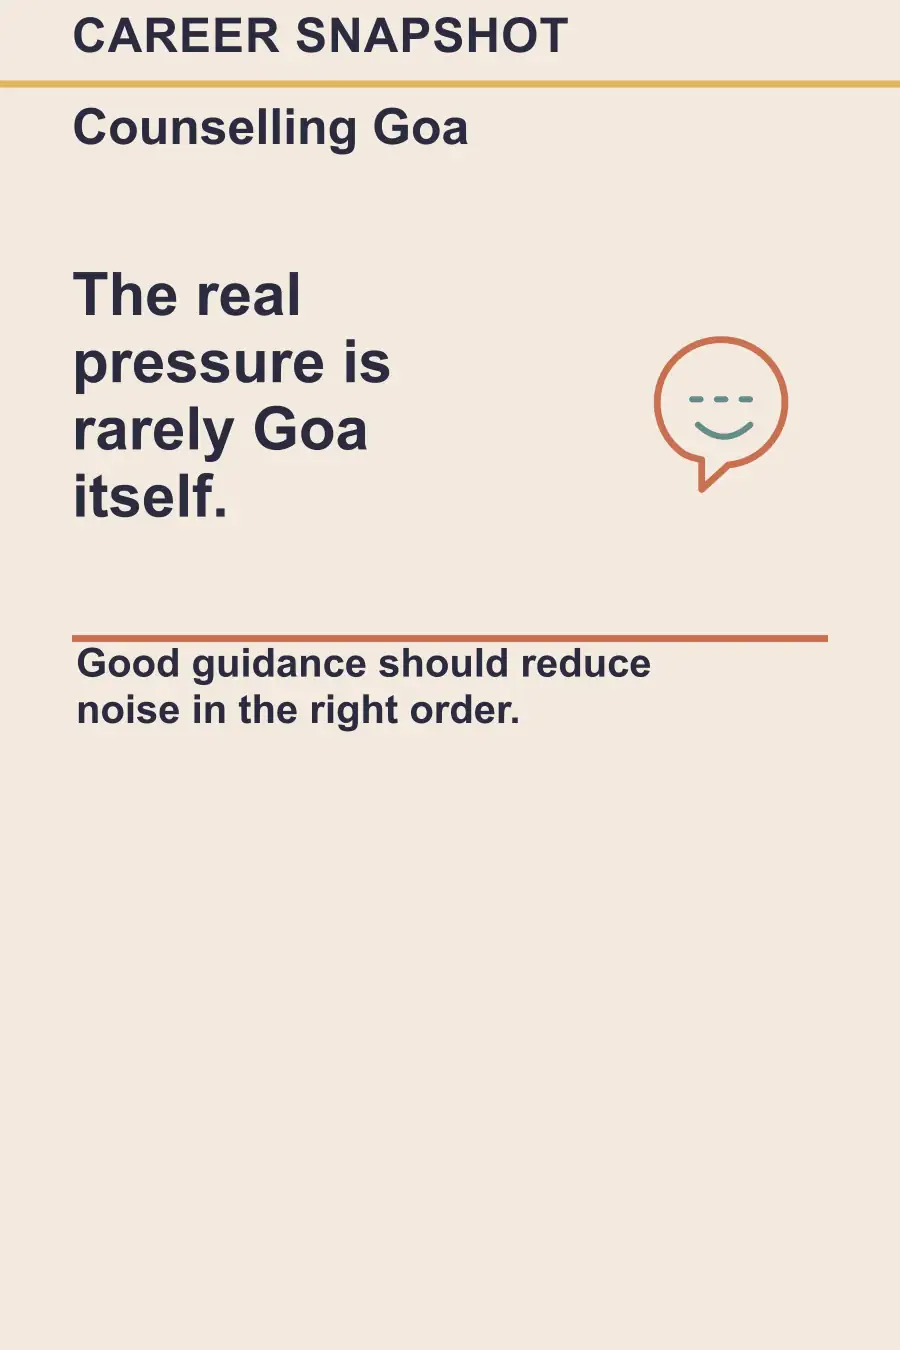 CAREER SNAPSHOT
Counselling Goa
The real
pressure is
rarely Goa
itself.
Good guidance should reduce
noise in the right order.